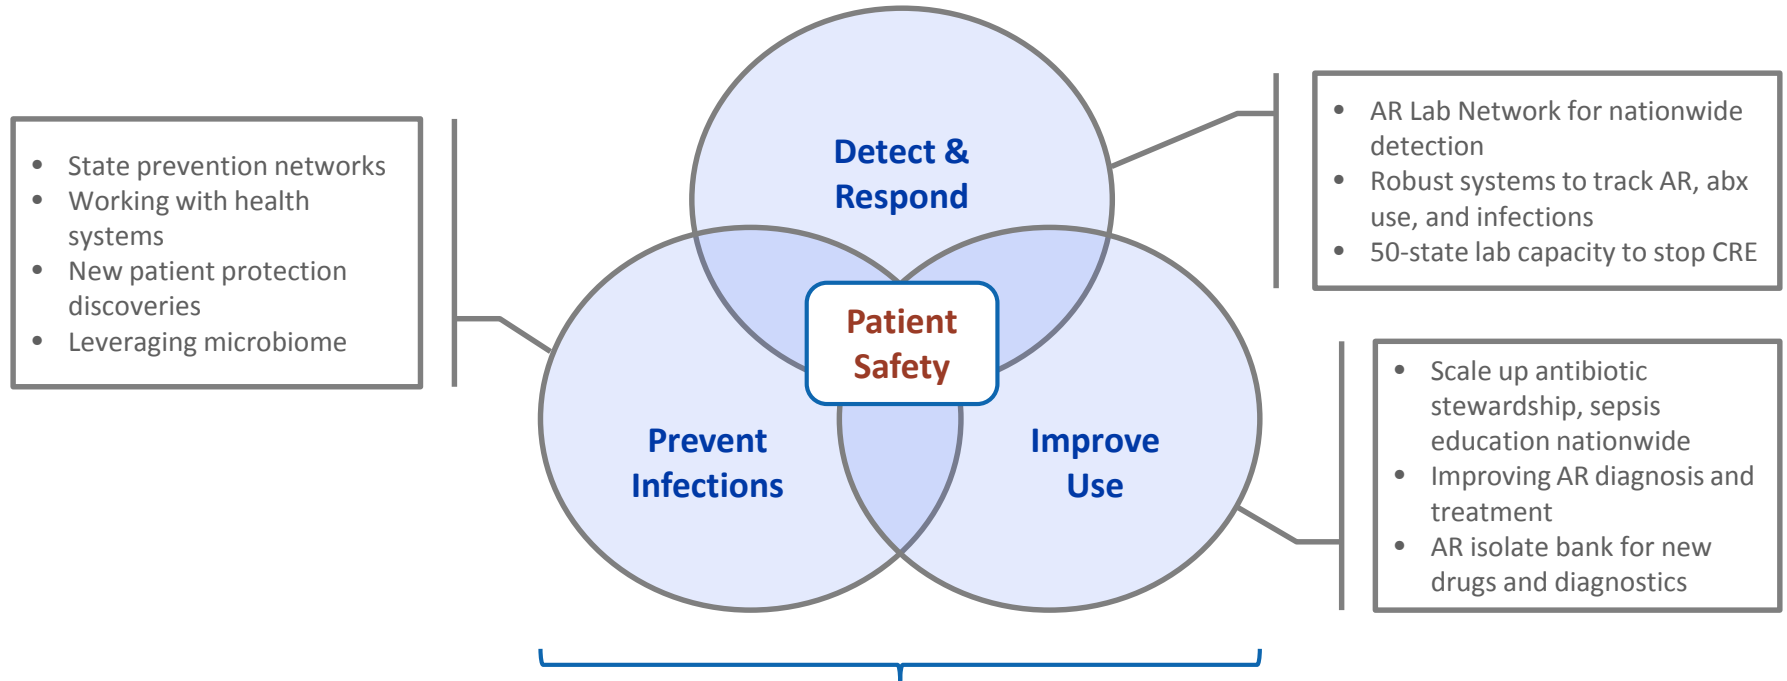 Detect &
Respond
Patient
Safety
Prevent
Infections
Improve
Use
• State prevention networks
• Working with health
systems
• New patient protection
discoveries
• Leveraging microbiome
• AR Lab Network for nationwide
detection
• Robust systems to track AR, abx
use, and infections
• 50-state lab capacity to stop CRE
• Scale up antibiotic
stewardship, sepsis
education nationwide
• Improving AR diagnosis and
treatment
• AR isolate bank for new
drugs and diagnostics